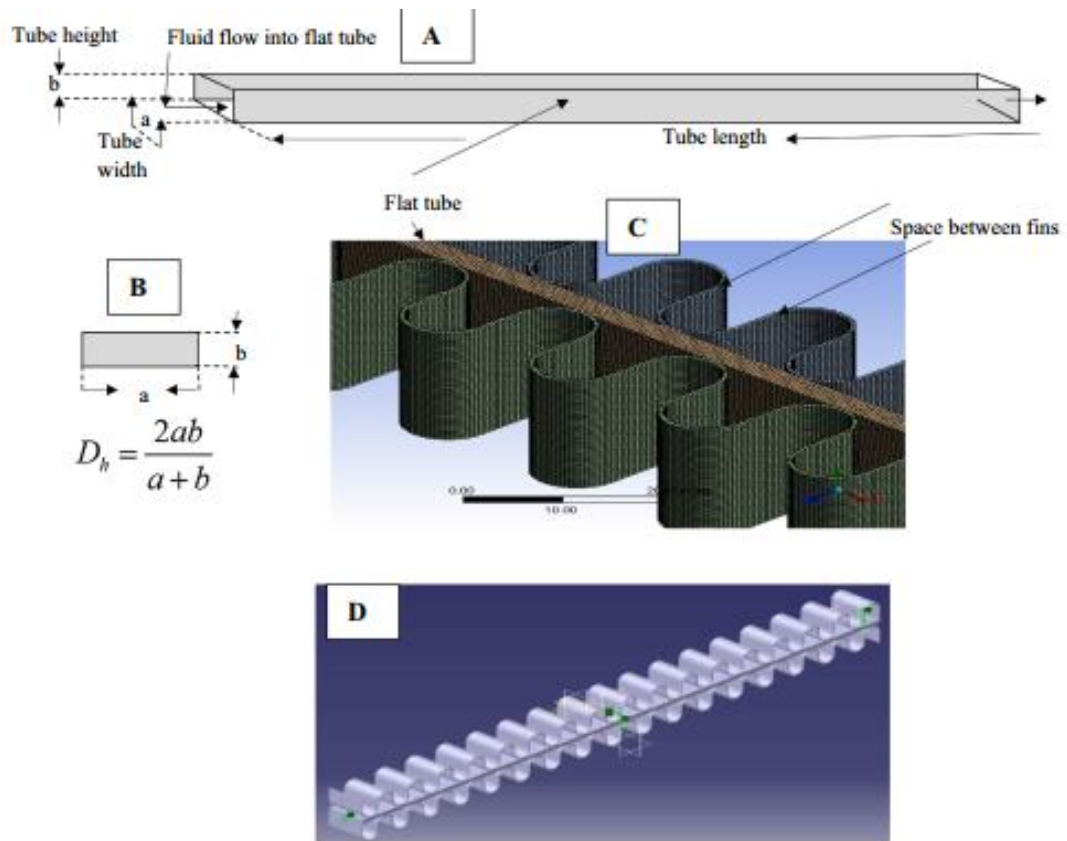 Tube height
Fluid flow into flat tube
A
b
a
Tube
width
Tube length
Flat tube
C
Space between fins
B
b
a
D_h = 2ab / a + b
0.00
10.00
D